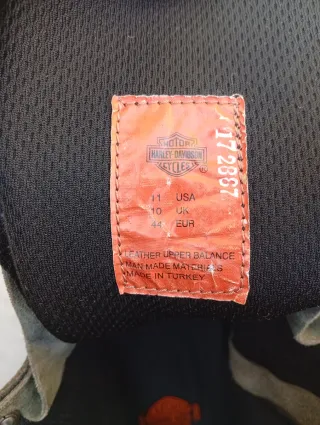 MOTOR
HARLEY-DAVIDSON
CYCLES
11 USA
10 UK
44 EUR
LEATHER UPPER BALANCE
MAN MADE MATERIALS
MADE IN TURKEY
172867